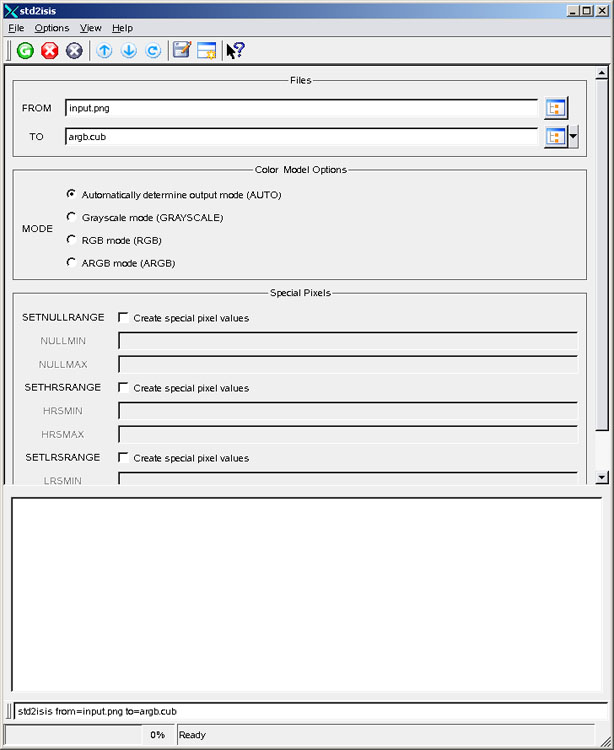 std2isis
File Options View Help
Files
FROM input.png
TO argb.cub
Color Model Options
MODE
Automatically determine output mode (AUTO)
Grayscale mode (GRAYSCALE)
RGB mode (RGB)
ARGB mode (ARGB)
Special Pixels
SETNULLRANGE Create special pixel values
NULLMIN
NULLMAX
SETHRSRANGE Create special pixel values
HRSMIN
HRSMAX
SETLRSRANGE Create special pixel values
LRSMIN
std2isis from=input.png to=argb.cub
0% Ready